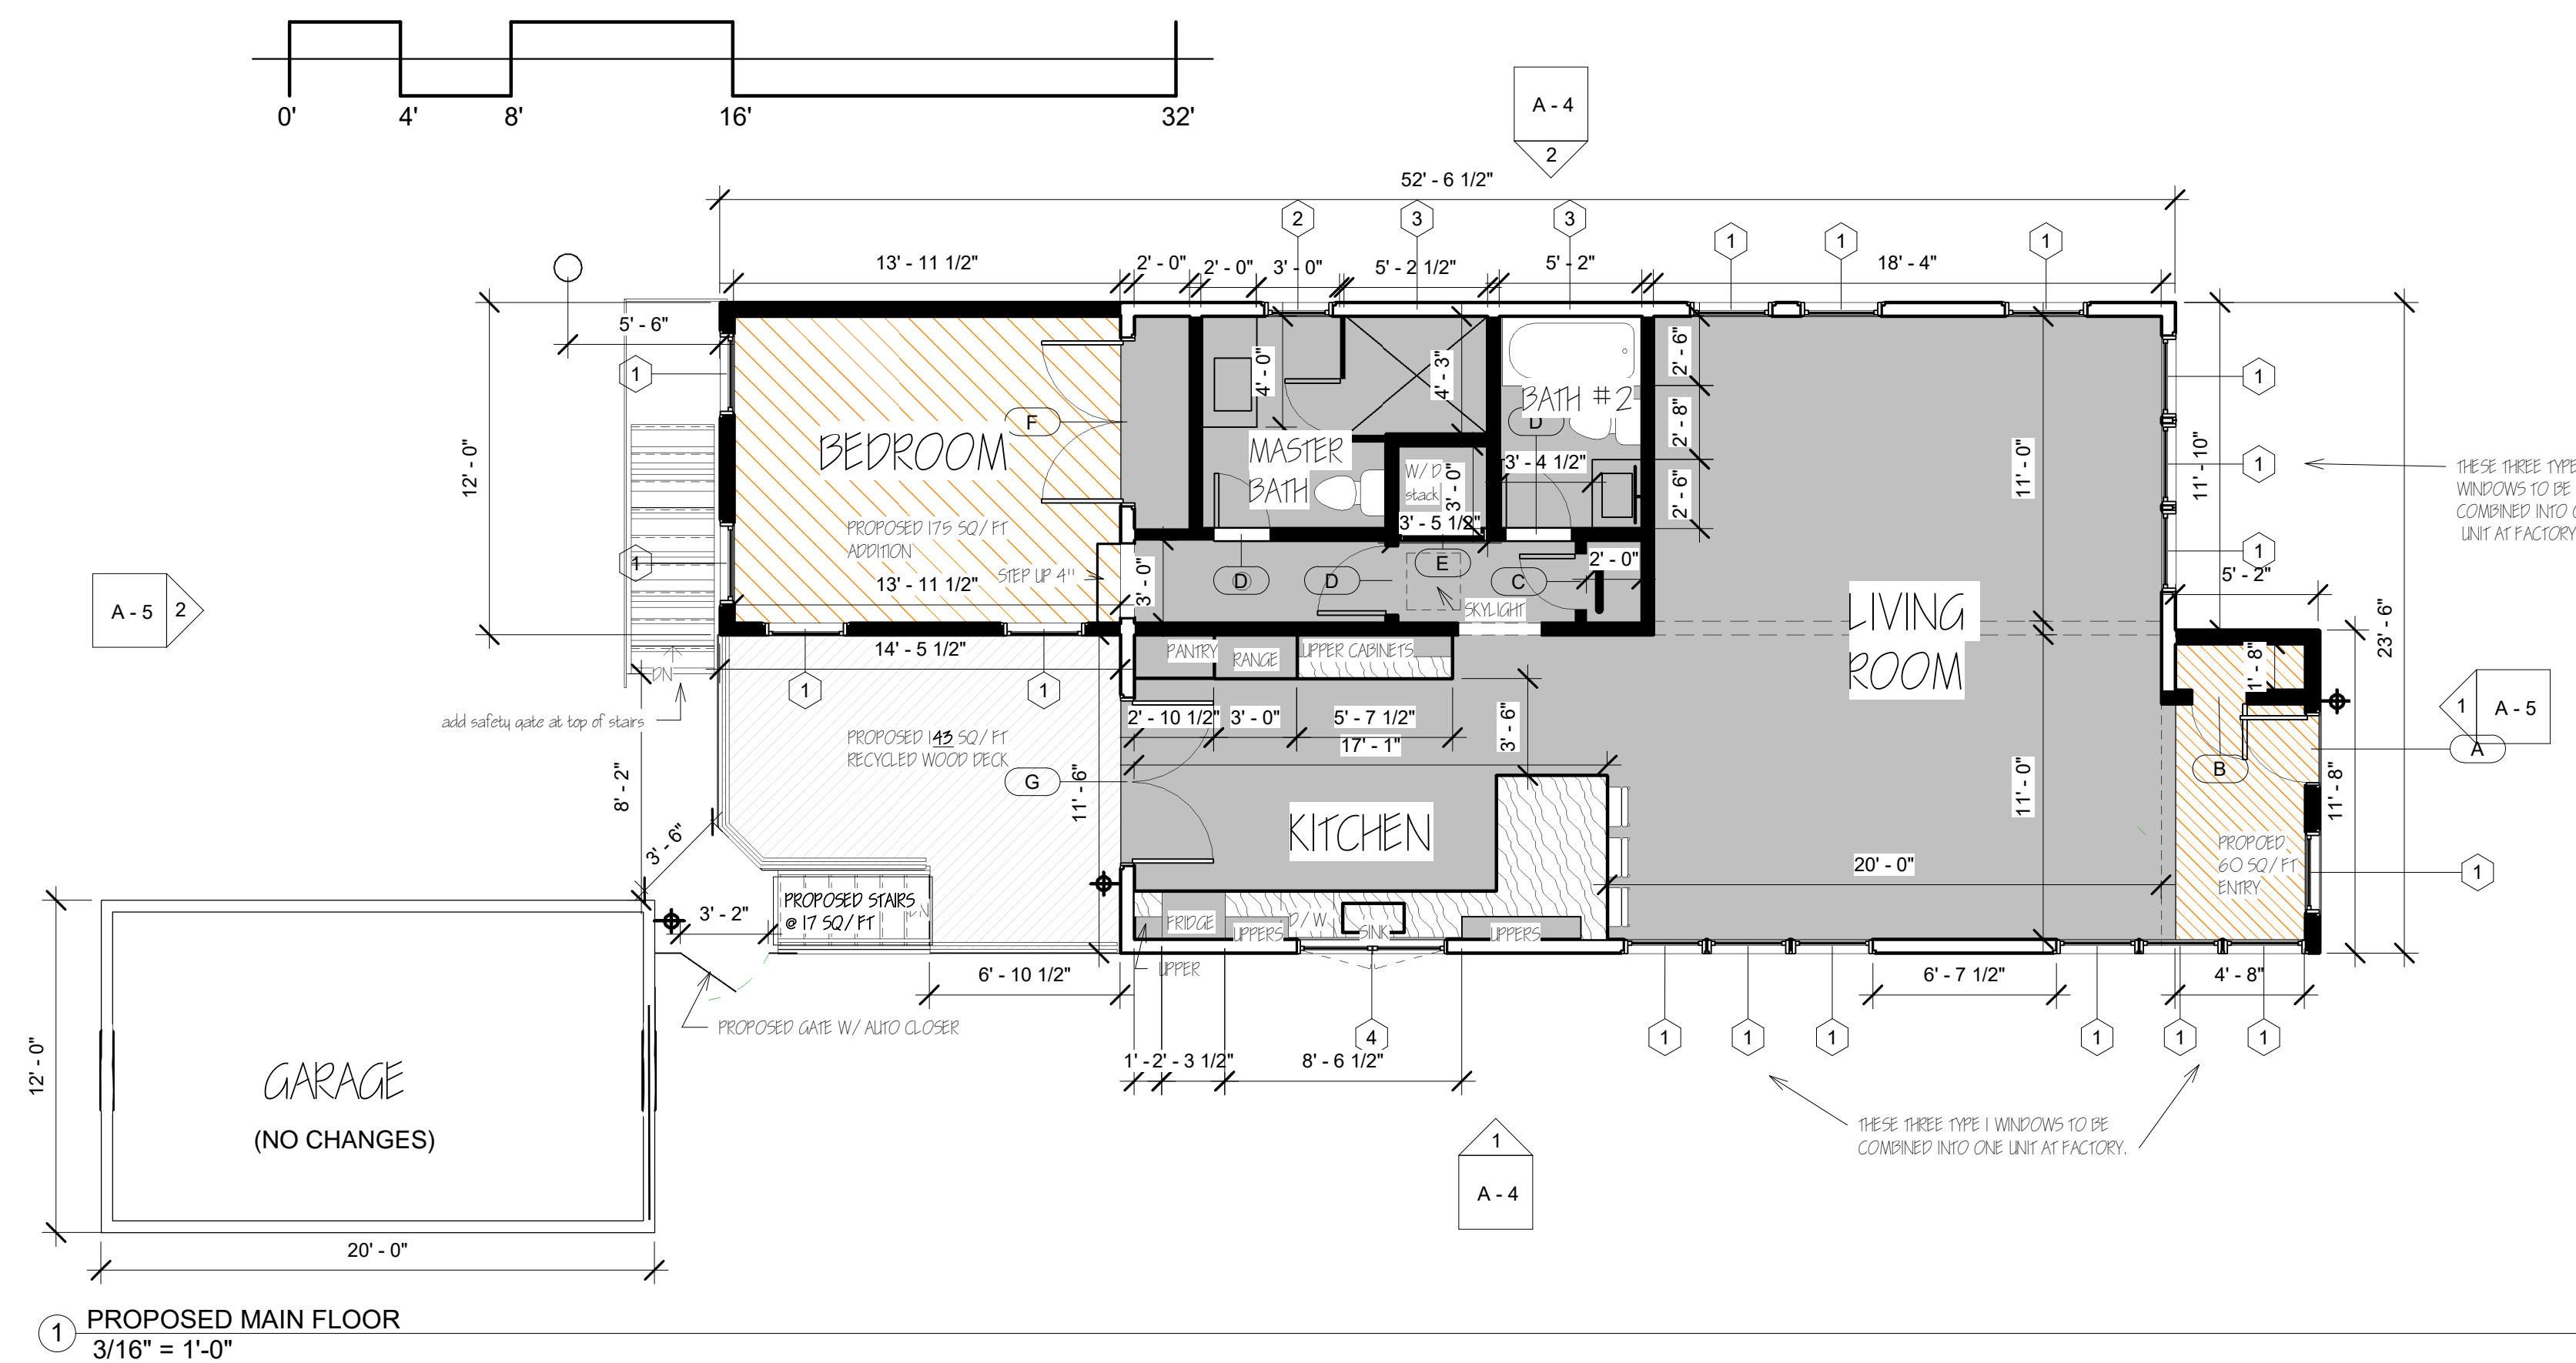 0'
4'
8'
16'
32'
A - 4
2
52' - 6 1/2"
2
3
3
1
1
1
13' - 11 1/2"
2' - 0"
2' - 0"
3' - 0"
5' - 2 1/2"
5' - 2"
18' - 4"
5' - 6"
1
12' - 0"
BEDROOM
F
4' - 0"
4' - 3"
BATH #2
D
MASTER
BATH
W/D
stack
3' - 0"
3' - 4 1/2"
3' - 5 1/2"
2' - 6"
2' - 8"
2' - 6"
11' - 0"
1
1
1
11' - 10"
THESE THREE TYPE
WINDOWS TO BE
COMBINED INTO
UNIT AT FACTORY
5' - 2"
23' - 6"
PROPOSED 175 SQ/FT
ADDITION
1
13' - 11 1/2"
STEP UP 4"
3' - 0"
D
D
E
C
2' - 0"
SKYLIGHT
A - 5
2
LIVING
ROOM
14' - 5 1/2"
PANTRY
RANGE
UPPER CABINETS
DN
1
1
1' - 8"
add safety gate at top of stairs
2' - 10 1/2"
3' - 0"
5' - 7 1/2"
17' - 1"
3' - 6"
1
A - 5
A
B
PROPOSED 143 SQ/FT
RECYCLED WOOD DECK
G
11' - 6"
8' - 2"
11' - 0"
11' - 8"
KITCHEN
3' - 6"
20' - 0"
PROPOED
60 SQ/FT
ENTRY
1
PROPOSED STAIRS
@ 17 SQ/FT
DN
3' - 2"
FRIDGE
UPPERS
D/W
SINK
UPPERS
UPPER
6' - 10 1/2"
6' - 7 1/2"
4' - 8"
PROPOSED GATE W/ AUTO CLOSER
4
1
1
1
1
1
1
1' -
2' - 3 1/2"
8' - 6 1/2"
12' - 0"
GARAGE
(NO CHANGES)
THESE THREE TYPE 1 WINDOWS TO BE
COMBINED INTO ONE UNIT AT FACTORY.
1
A - 4
20' - 0"
1
PROPOSED MAIN FLOOR
3/16" = 1'-0"